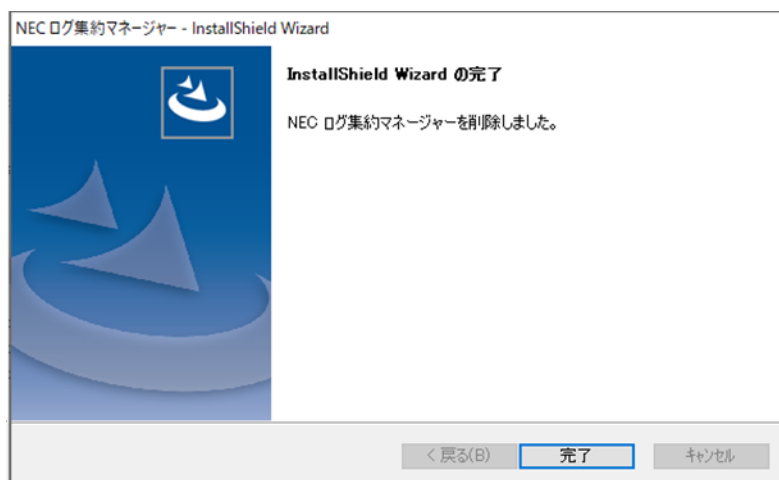 NEC ログ集約マネージャー - InstallShield Wizard
InstallShield Wizard の完了
NEC ログ集約マネージャーを削除しました。
< 戻る(B)
完了
キャンセル